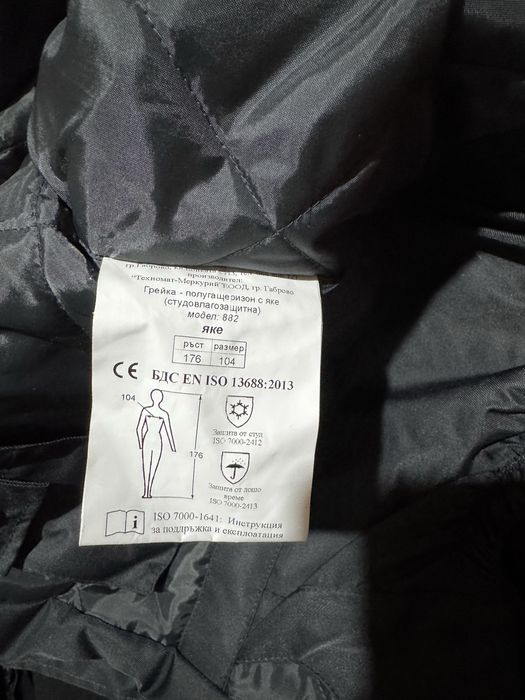 гр.Габрово,
производител:
"Техномат-Меркурий" ЕООД, гр. Габрово
Грейка - полугащеризон с яке
(студовлагозащитна)
модел: 882
яке
ръст размер
176 104
CE БДС EN ISO 13688:2013
104
176
Защита от студ
ISO 7000-2412
Защита от лошо
време
ISO 7000-2413
i ISO 7000-1641: Инструкция
за поддръжка и експлоатация